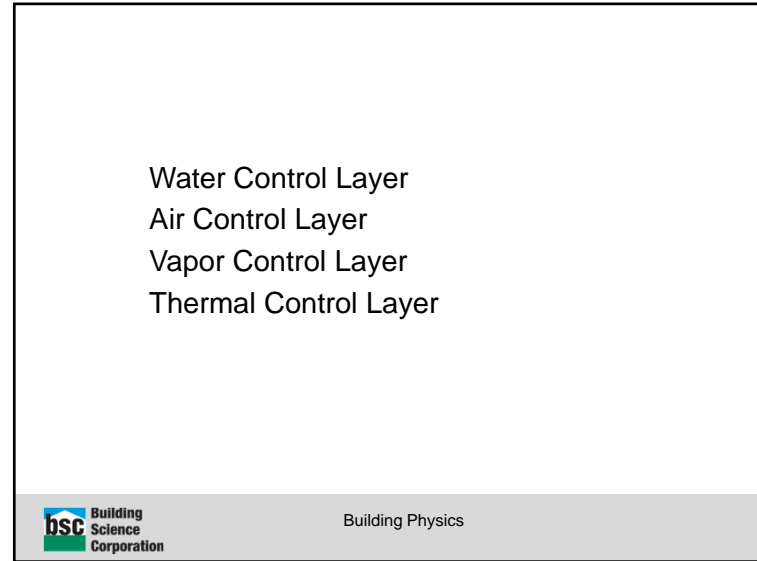 Water Control Layer
Air Control Layer
Vapor Control Layer
Thermal Control Layer
bsc Building
Science
Corporation
Building Physics